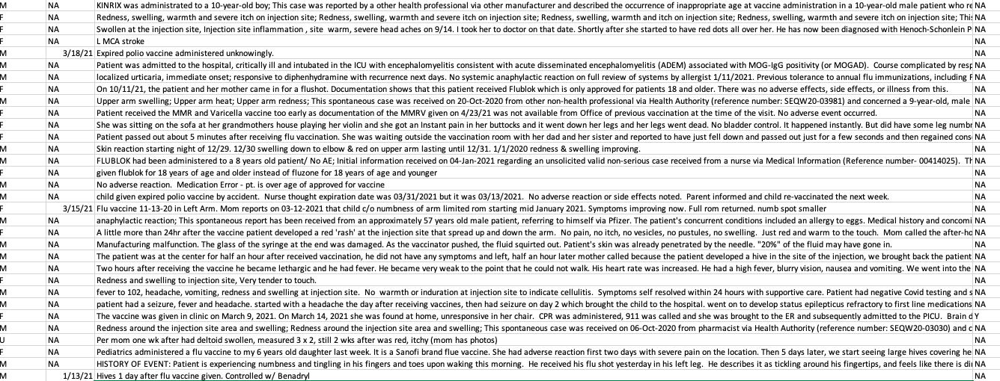 M NA KINRIX was administrated to a 10-year-old boy; This case was reported by a other health professional via other manufacturer and described the occurrence of inappropriate age at vaccine administration in a 10-year-old male patient who re NA
F NA Redness, swelling, warmth and severe itch on injection site; Redness, swelling, warmth and itch on injection site; Redness, swelling, warmth and severe itch on injection site; Redness, swelling, warmth and severe itch on injection site; This NA
F NA Swollen at the injection site, Injection site inflammation , site warm, severe head aches on 9/14. I took her to doctor on that date. Shortly after she started to have red dots all over her. He has now been diagnosed with Henoch-Schonlein P NA
F NA L MCA stroke NA
M 3/18/21 Expired polio vaccine administered unknowingly. NA
M NA Patient was admitted to the hospital, critically ill and intubated in the ICU with encephalomyelitis consistent with acute disseminated encephalomyelitis (ADEM) associated with MOG-IgG positivity (or MOGAD). Course complicated by resp NA
M NA localized urticaria, immediate onset; responsive to diphenhydramine with recurrence next days. No systemic anaphylactic reaction on full review of systems by allergist 1/11/2021. Previous tolerance to annual flu immunizations, including F NA
F NA On 10/11/21, the patient and her mother came in for a flushot. Documentation shows that this patient received Flublok which is only approved for patients 18 and older. There was no adverse effects, side effects, or illness from this. NA
M NA Upper arm swelling; Upper arm heat; Upper arm redness; This spontaneous case was received on 20-Oct-2020 from other non-health professional via Health Authority (reference number: SEQW20-03981) and concerned a 9-year-old, male NA
F NA Patient received the MMR and Varicella vaccine too early as documentation of the MMRV given on 4/23/21 was not available from Office of previous vaccination at the time of the visit. No adverse event occurred. NA
F NA She was sitting on the sofa at her grandmothers house playing her violin and she got an Instant pain in her buttocks and it went down her legs and her legs went dead. No bladder control. It happened instantly. But did have some leg numbr NA
F NA Patient passed out about 5 minutes after receiving flu vaccination. She was waiting outside the vaccination room with her dad and her sister and reported to have just fell down and passed out just for a few seconds and then regained cons NA
M NA Skin reaction starting night of 12/29. 12/30 swelling down to elbow & red on upper arm lasting until 12/31. 1/1/2020 redness & swelling improving. NA
M NA FLUBLOK had been administered to a 8 years old patient/ No AE; Initial information received on 04-Jan-2021 regarding an unsolicited valid non-serious case received from a nurse via Medical Information (Reference number- 00414025). Th NA
F NA given flublok for 18 years of age and older instead of fluzone for 18 years of age and younger NA
M NA No adverse reaction. Medication Error - pt. is over age of approved for vaccine NA
M NA child given expired polio vaccine by accident. Nurse thought expiration date was 03/31/2021 but it was 03/13/2021. No adverse reaction or side effects noted. Parent informed and child re-vaccinated the next week. NA
F 3/15/21 Flu vaccine 11-13-20 in Left Arm. Mom reports on 03-12-2021 that child c/o numbness of arm limited rom starting mid January 2021. Symptoms improving now. Full rom returned. numb spot smaller NA
M NA anaphylactic reaction; This spontaneous report has been received from an approximately 57 years old male patient, referring to himself via Pfizer. The patient's concurrent conditions included an allergy to eggs. Medical history and concomi NA
F NA A little more than 24hr after the vaccine patient developed a red 'rash' at the injection site that spread up and down the arm. No pain, no itch, no vesicles, no pustules, no swelling. Just red and warm to the touch. Mom called the after-ho NA
M NA Manufacturing malfunction. The glass of the syringe at the end was damaged. As the vaccinator pushed, the fluid squirted out. Patient's skin was already penetrated by the needle. "20%" of the fluid may have gone in. NA
M NA The patient was at the center for half an hour after received vaccination, he did not have any symptoms and left, half an hour later mother called because the patient developed a hive in the site of the injection, we brought back the patient NA
M NA Two hours after receiving the vaccine he became lethargic and he had fever. He became very weak to the point that he could not walk. His heart rate was increased. He had a high fever, blurry vision, nausea and vomiting. We went into the NA
F NA Redness and swelling to injection site, Very tender to touch. NA
M NA fever to 102, headache, vomiting, redness and swelling at injection site. No warmth or induration at injection site to indicate cellulitis. Symptoms self resolved within 24 hours with supportive care. Patient had negative Covid testing and s NA
M NA patient had a seizure, fever and headache. started with a headache the day after receiving vaccines, then had seizure on day 2 which brought the child to the hospital. went on to develop status epilepticus refractory to first line medications NA
F NA The vaccine was given in clinic on March 9, 2021. On March 14, 2021 she was found at home, unresponsive in her chair. CPR was administered, 911 was called and she was brought to the ER and subsequently admitted to the PICU. Brain d Y
M NA Redness around the injection site area and swelling; Redness around the injection site area and swelling; This spontaneous case was received on 06-Oct-2020 from pharmacist via Health Authority (reference number: SEQW20-03030) and c NA
U NA Per mom one wk after had deltoid swollen, measured 3 x 2, still 2 wks after was red, itchy (mom has photos) NA
F NA Pediatrics administered a flu vaccine to my 6 years old daughter last week. It is a Sanofi brand flue vaccine. She had adverse reaction first two days with severe pain on the location. Then 5 days later, we start seeing large hives covering he NA
M NA HISTORY OF EVENT: Patient is experiencing numbness and tingling in his fingers and toes upon waking this morning. He received his flu shot yesterday in his left leg. He describes it as tickling around his fingertips, and feels like there is di NA
M 1/13/21 Hives 1 day after flu vaccine given. Controlled w/ Benadryl NA